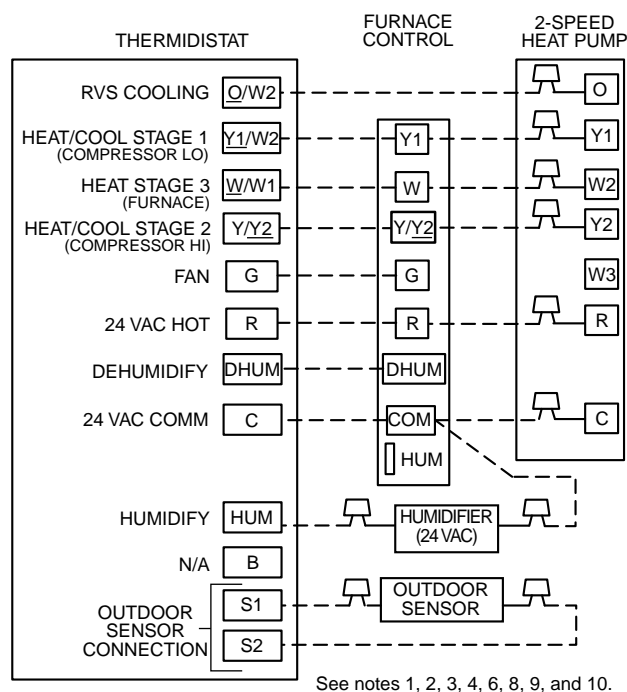 THERMIDISTAT
FURNACE
CONTROL
2-SPEED
HEAT PUMP
RVS COOLING
O/W2
O
HEAT/COOL STAGE 1
(COMPRESSOR LO)
Y1/W2
Y1
Y1
HEAT STAGE 3
(FURNACE)
W/W1
W
W2
HEAT/COOL STAGE 2
(COMPRESSOR HI)
Y/Y2
Y/Y2
Y2
FAN
G
G
W3
24 VAC HOT
R
R
R
DEHUMIDIFY
DHUM
DHUM
24 VAC COMM
C
COM
C
HUM
HUMIDIFY
HUM
HUMIDIFIER
(24 VAC)
N/A
B
OUTDOOR
SENSOR
CONNECTION
S1
S2
OUTDOOR
SENSOR
See notes 1, 2, 3, 4, 6, 8, 9, and 10.